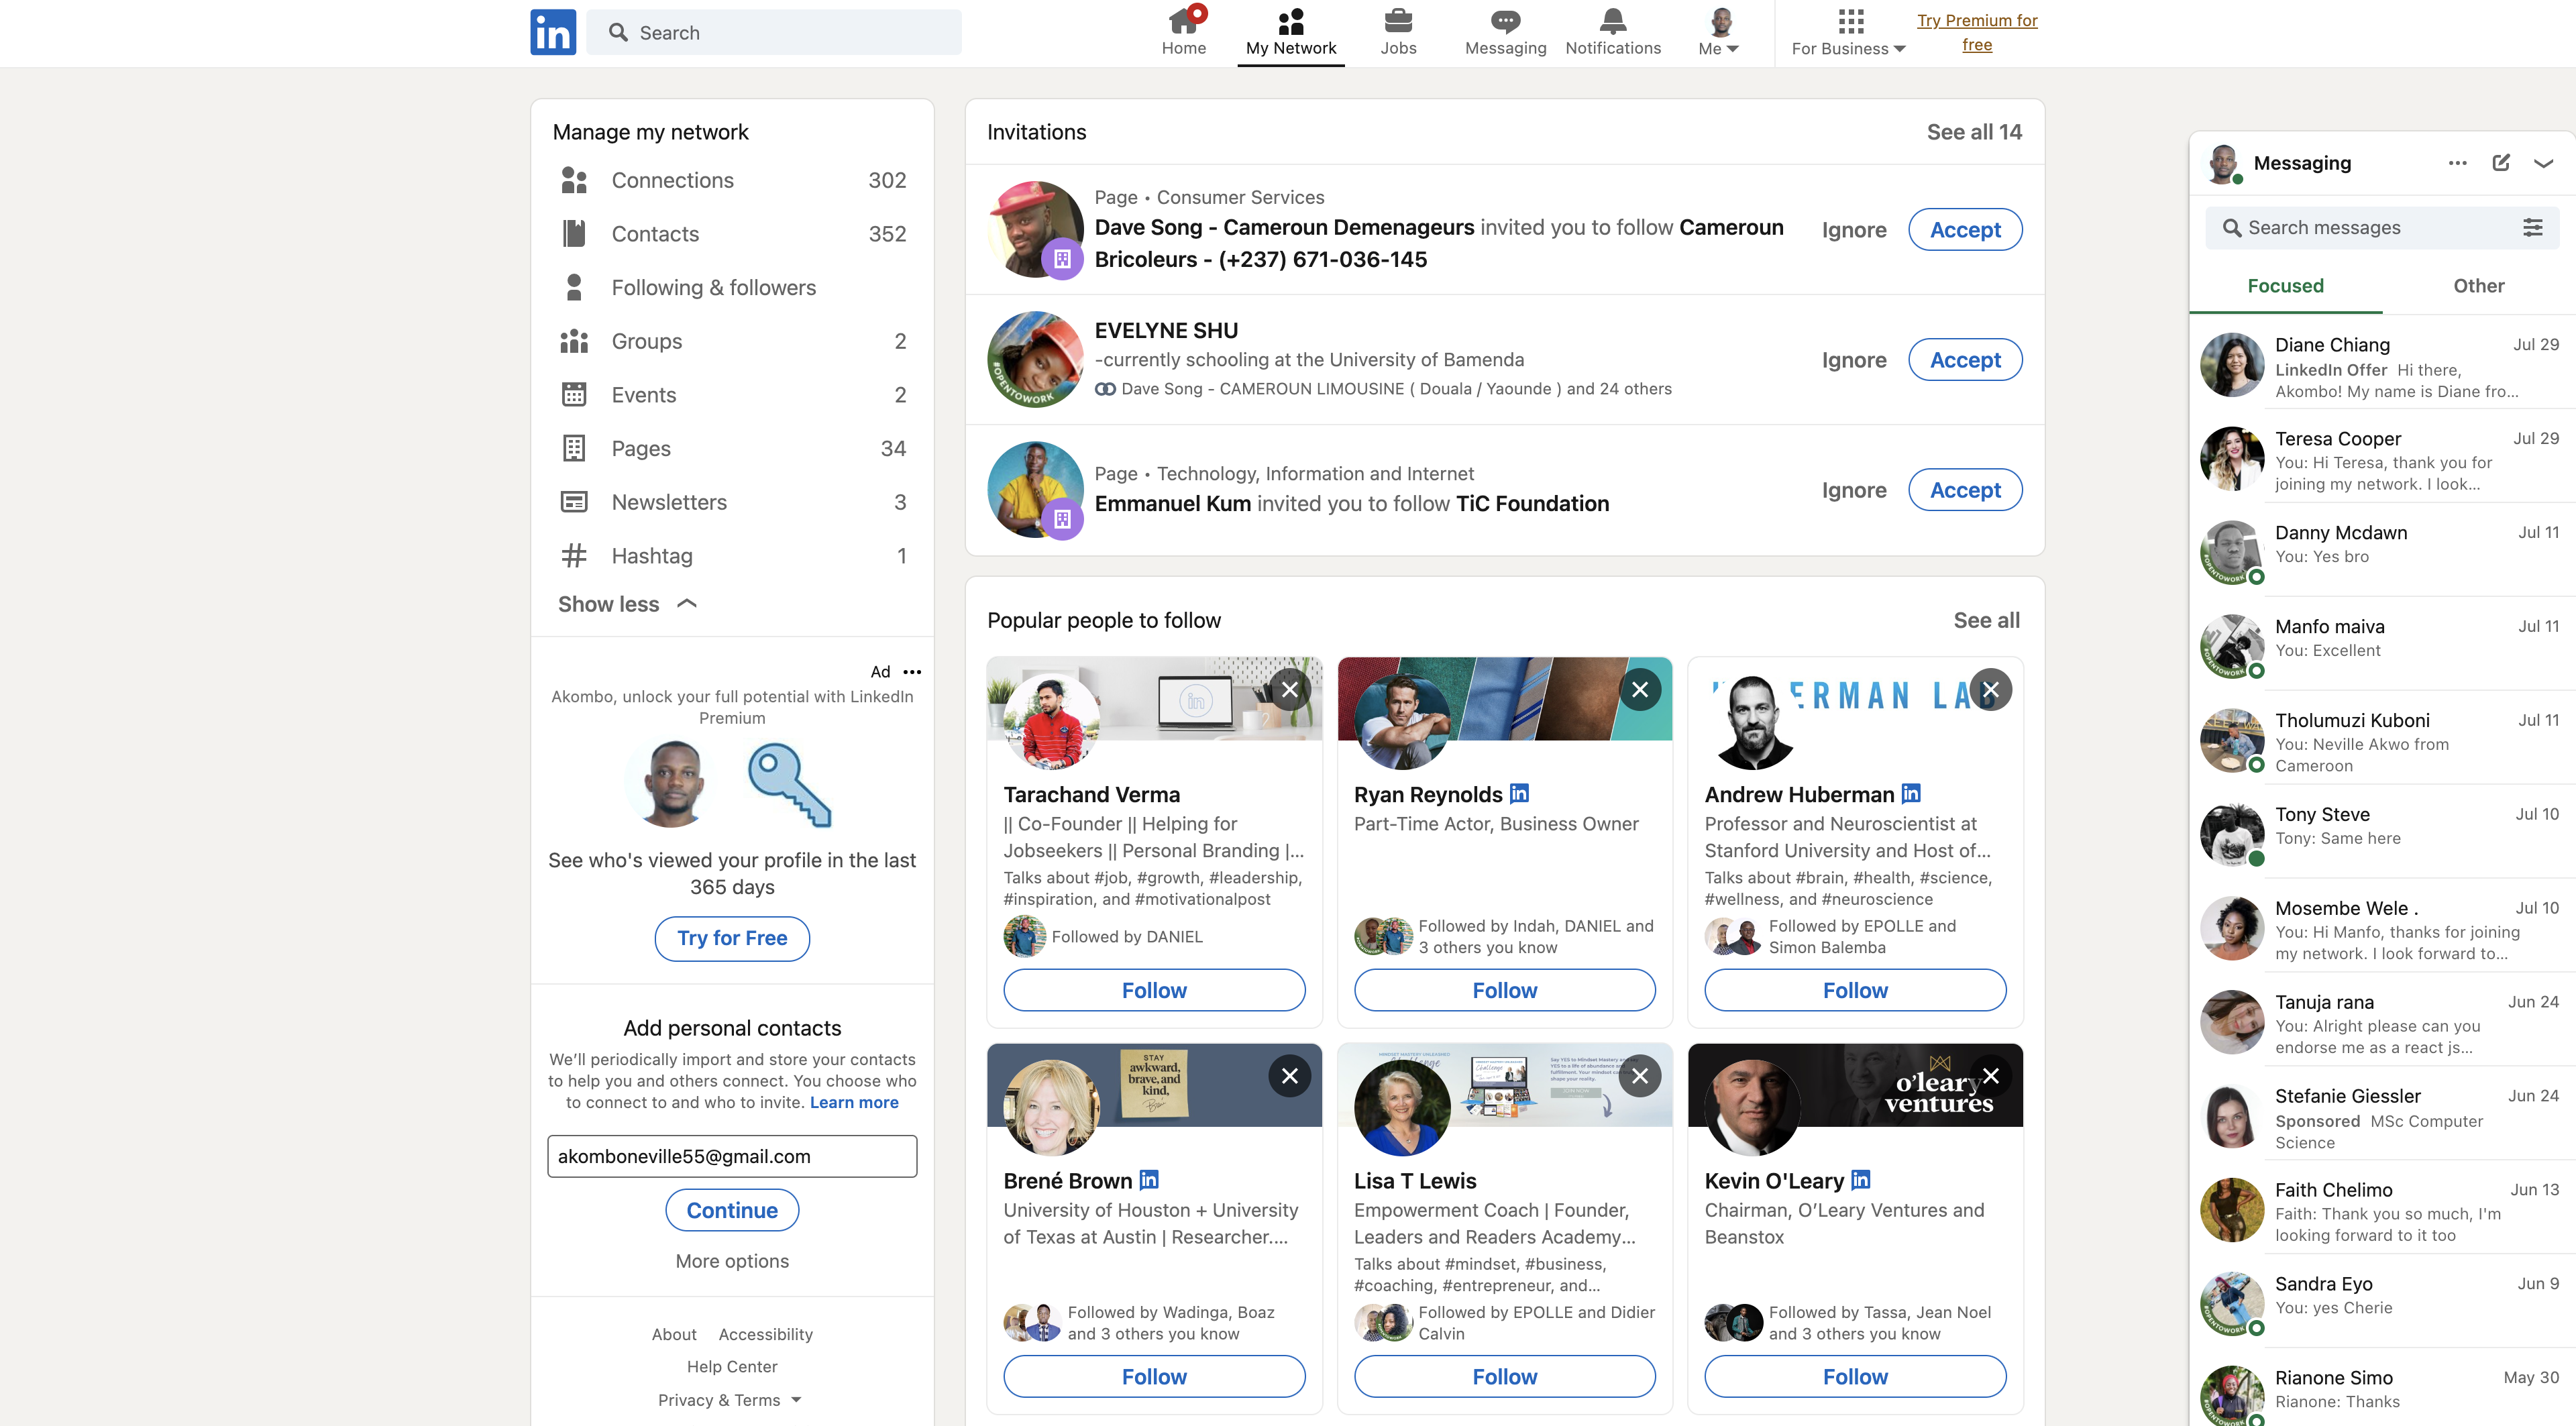 in
Search
Home
My Network
Jobs
Messaging
Notifications
Me
For Business
Try Premium for
free
Manage my network
Connections 302
Contacts 352
Following & followers
Groups 2
Events 2
Pages 34
Newsletters 3
Hashtag 1
Show less
Ad
Akombo, unlock your full potential with LinkedIn
Premium
See who's viewed your profile in the last
365 days
Try for Free
Add personal contacts
We'll periodically import and store your contacts
to help you and others connect. You choose who
to connect to and who to invite. Learn more
akomboneville55@gmail.com
Continue
More options
About Accessibility
Help Center
Privacy & Terms
Invitations See all 14
Page • Consumer Services
Dave Song - Cameroun Demenageurs invited you to follow Cameroun
Bricoleurs - (+237) 671-036-145
Ignore Accept
#OPENTOWORK
EVELYNE SHU
-currently schooling at the University of Bamenda
Dave Song - CAMEROUN LIMOUSINE ( Douala / Yaounde ) and 24 others
Ignore Accept
Page • Technology, Information and Internet
Emmanuel Kum invited you to follow TiC Foundation
Ignore Accept
Popular people to follow See all
in
Tarachand Verma
|| Co-Founder || Helping for
Jobseekers || Personal Branding |...
Talks about #job, #growth, #leadership,
#inspiration, and #motivationalpost
Followed by DANIEL
Follow
Ryan Reynolds in
Part-Time Actor, Business Owner
Followed by Indah, DANIEL and
3 others you know
Follow
ERMAN LAB
Andrew Huberman in
Professor and Neuroscientist at
Stanford University and Host of...
Talks about #brain, #health, #science,
#wellness, and #neuroscience
Followed by EPOLLE and
Simon Balemba
Follow
STAY
awkward,
brave, and
kind,
Brené Brown in
University of Houston + University
of Texas at Austin | Researcher....
Followed by Wadinga, Boaz
and 3 others you know
Follow
Challenge
Lisa T Lewis
Empowerment Coach | Founder,
Leaders and Readers Academy...
Talks about #mindset, #business,
#coaching, #entrepreneur, and...
Followed by EPOLLE and Didier
Calvin
Follow
o'leary
ventures
Kevin O'Leary in
Chairman, O'Leary Ventures and
Beanstox
Followed by Tassa, Jean Noel
and 3 others you know
Follow
Messaging
Search messages
Focused Other
Diane Chiang Jul 29
LinkedIn Offer Hi there,
Akombo! My name is Diane fro...
Teresa Cooper Jul 29
You: Hi Teresa, thank you for
joining my network. I look...
Danny Mcdawn Jul 11
You: Yes bro
Manfo maiva Jul 11
You: Excellent
Tholumuzi Kuboni Jul 11
You: Neville Akwo from
Cameroon
Tony Steve Jul 10
Tony: Same here
Mosembe Wele . Jul 10
You: Hi Manfo, thanks for joining
my network. I look forward to...
Tanuja rana Jun 24
You: Alright please can you
endorse me as a react js...
Stefanie Giessler Jun 24
Sponsored MSc Computer
Science
Faith Chelimo Jun 13
Faith: Thank you so much, I'm
looking forward to it too
Sandra Eyo Jun 9
You: yes Cherie
Rianone Simo May 30
Rianone: Thanks